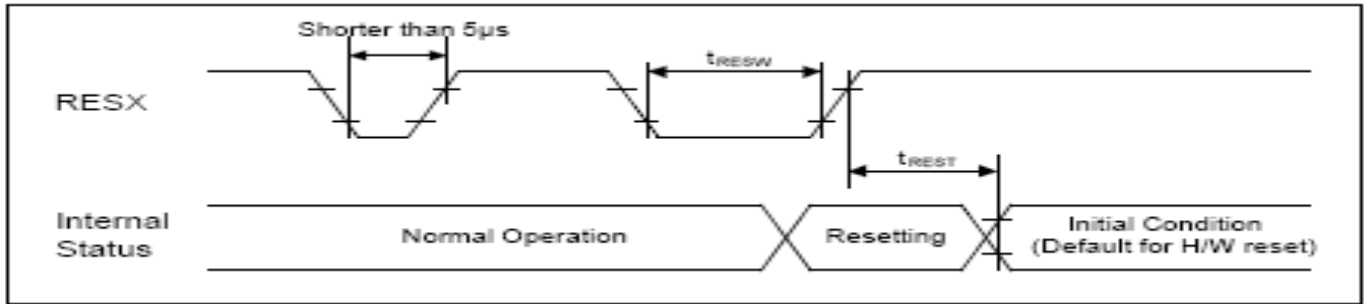 Shorter than 5µs
tRESW
RESX
tREST
Internal
Status
Normal Operation
Resetting
Initial Condition
(Default for H/W reset)